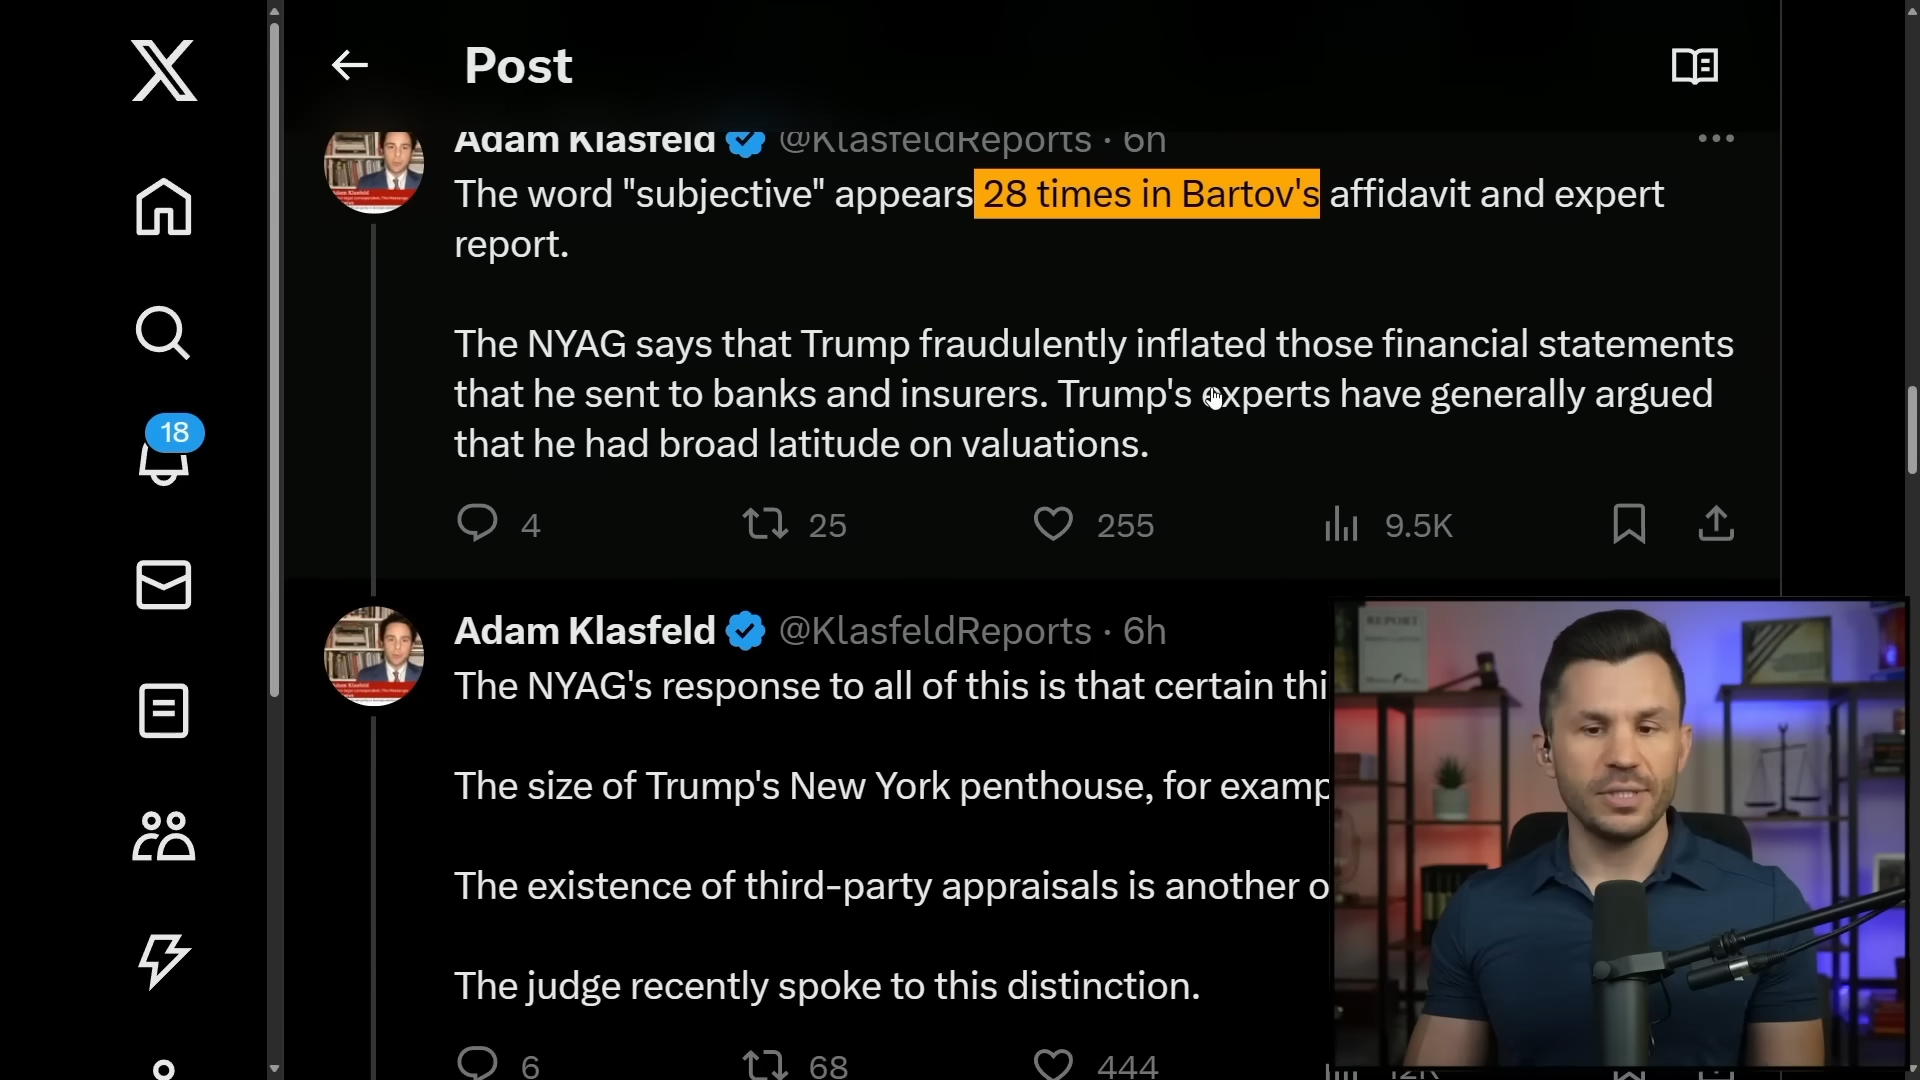 Post
Adam Klasfeld @KlasfeldReports · 6h
The word "subjective" appears 28 times in Bartov's affidavit and expert
report.
The NYAG says that Trump fraudulently inflated those financial statements
that he sent to banks and insurers. Trump's experts have generally argued
that he had broad latitude on valuations.
4 25 255 9.5K
18
Adam Klasfeld @KlasfeldReports · 6h
The NYAG's response to all of this is that certain thi
The size of Trump's New York penthouse, for examp
The existence of third-party appraisals is another o
The judge recently spoke to this distinction.
6 68 444
REPORT